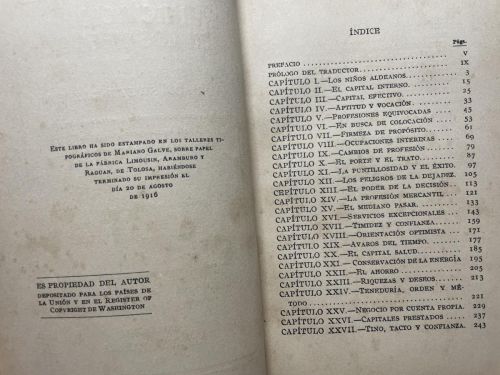 ESTE LIBRO HA SIDO ESTAMPADO EN LOS TALLERES TI-
POGRÁFICOS DE MARIANO GALVE, SOBRE PAPEL
DE LA FÁBRICA LIMOUSIN, ARAMBURO Y
RAGUAN, DE TOLOSA, HABIÉNDOSE
TERMINADO SU IMPRESIÓN EL
DÍA 20 DE AGOSTO
DE 1916
ES PROPIEDAD DEL AUTOR
DEPOSITADO PARA LOS PAÍSES DE
LA UNIÓN Y EN EL REGISTER OF
COPYRIGHT DE WASHINGTON
ÍNDICE
Págs.
PREFACIO V
PRÓLOGO DEL TRADUCTOR IX
CAPÍTULO I.—LOS NIÑOS ALDEANOS 3
CAPÍTULO II.—EL CAPITAL INTERNO. 15
CAPÍTULO III.—CAPITAL EFECTIVO. 25
CAPÍTULO IV.—APTITUD Y VOCACIÓN. 33
CAPÍTULO V.—PROFESIONES EQUIVOCADAS 45
CAPÍTULO VI.—EN BUSCA DE COLOCACIÓN 53
CAPÍTULO VII.—FIRMEZA DE PROPÓSITO. 61
CAPÍTULO VIII.—OCUPACIONES INTERINAS 69
CAPÍTULO IX.—CAMBIOS DE PROFESIÓN 79
CAPÍTULO X.—EL PORTE Y EL TRATO. 87
CAPÍTULO XI.—LA PUNTILLOSIDAD Y EL ÉXITO. 95
CAPÍTULO XII.—LOS PELIGROS DE LA DEJADEZ. 105
CAPÍTULO XIII.—EL PODER DE LA DECISIÓN. 113
CAPÍTULO XIV.—LA PROFESIÓN MERCANTIL 121
CAPÍTULO XV.—EL MEDIANO PASAR. 131
CAPÍTULO XVI.—SERVICIOS EXCEPCIONALES 143
CAPÍTULO XVII.—TIMIDEZ Y CONFIANZA. 149
CAPÍTULO XVIII.—ORIENTACIÓN OPTIMISTA 159
CAPÍTULO XIX.—AVAROS DEL TIEMPO. 177
CAPÍTULO XX.—EL CAPITAL SALUD. 185
CAPÍTULO XXI.—CONSERVACIÓN DE LA ENERGÍA 195
CAPÍTULO XXII.—EL AHORRO 203
CAPÍTULO XXIII.—RIQUEZAS Y DESEOS. 211
CAPÍTULO XXIV.—TENEDURÍA, ORDEN Y MÉ-
TODO 221
CAPÍTULO XXV.—NEGOCIO POR CUENTA PROPIA. 229
CAPÍTULO XXVI.—CAPITALES PRESTADOS 237
CAPÍTULO XXVII.—TINO, TACTO Y CONFIANZA. 243